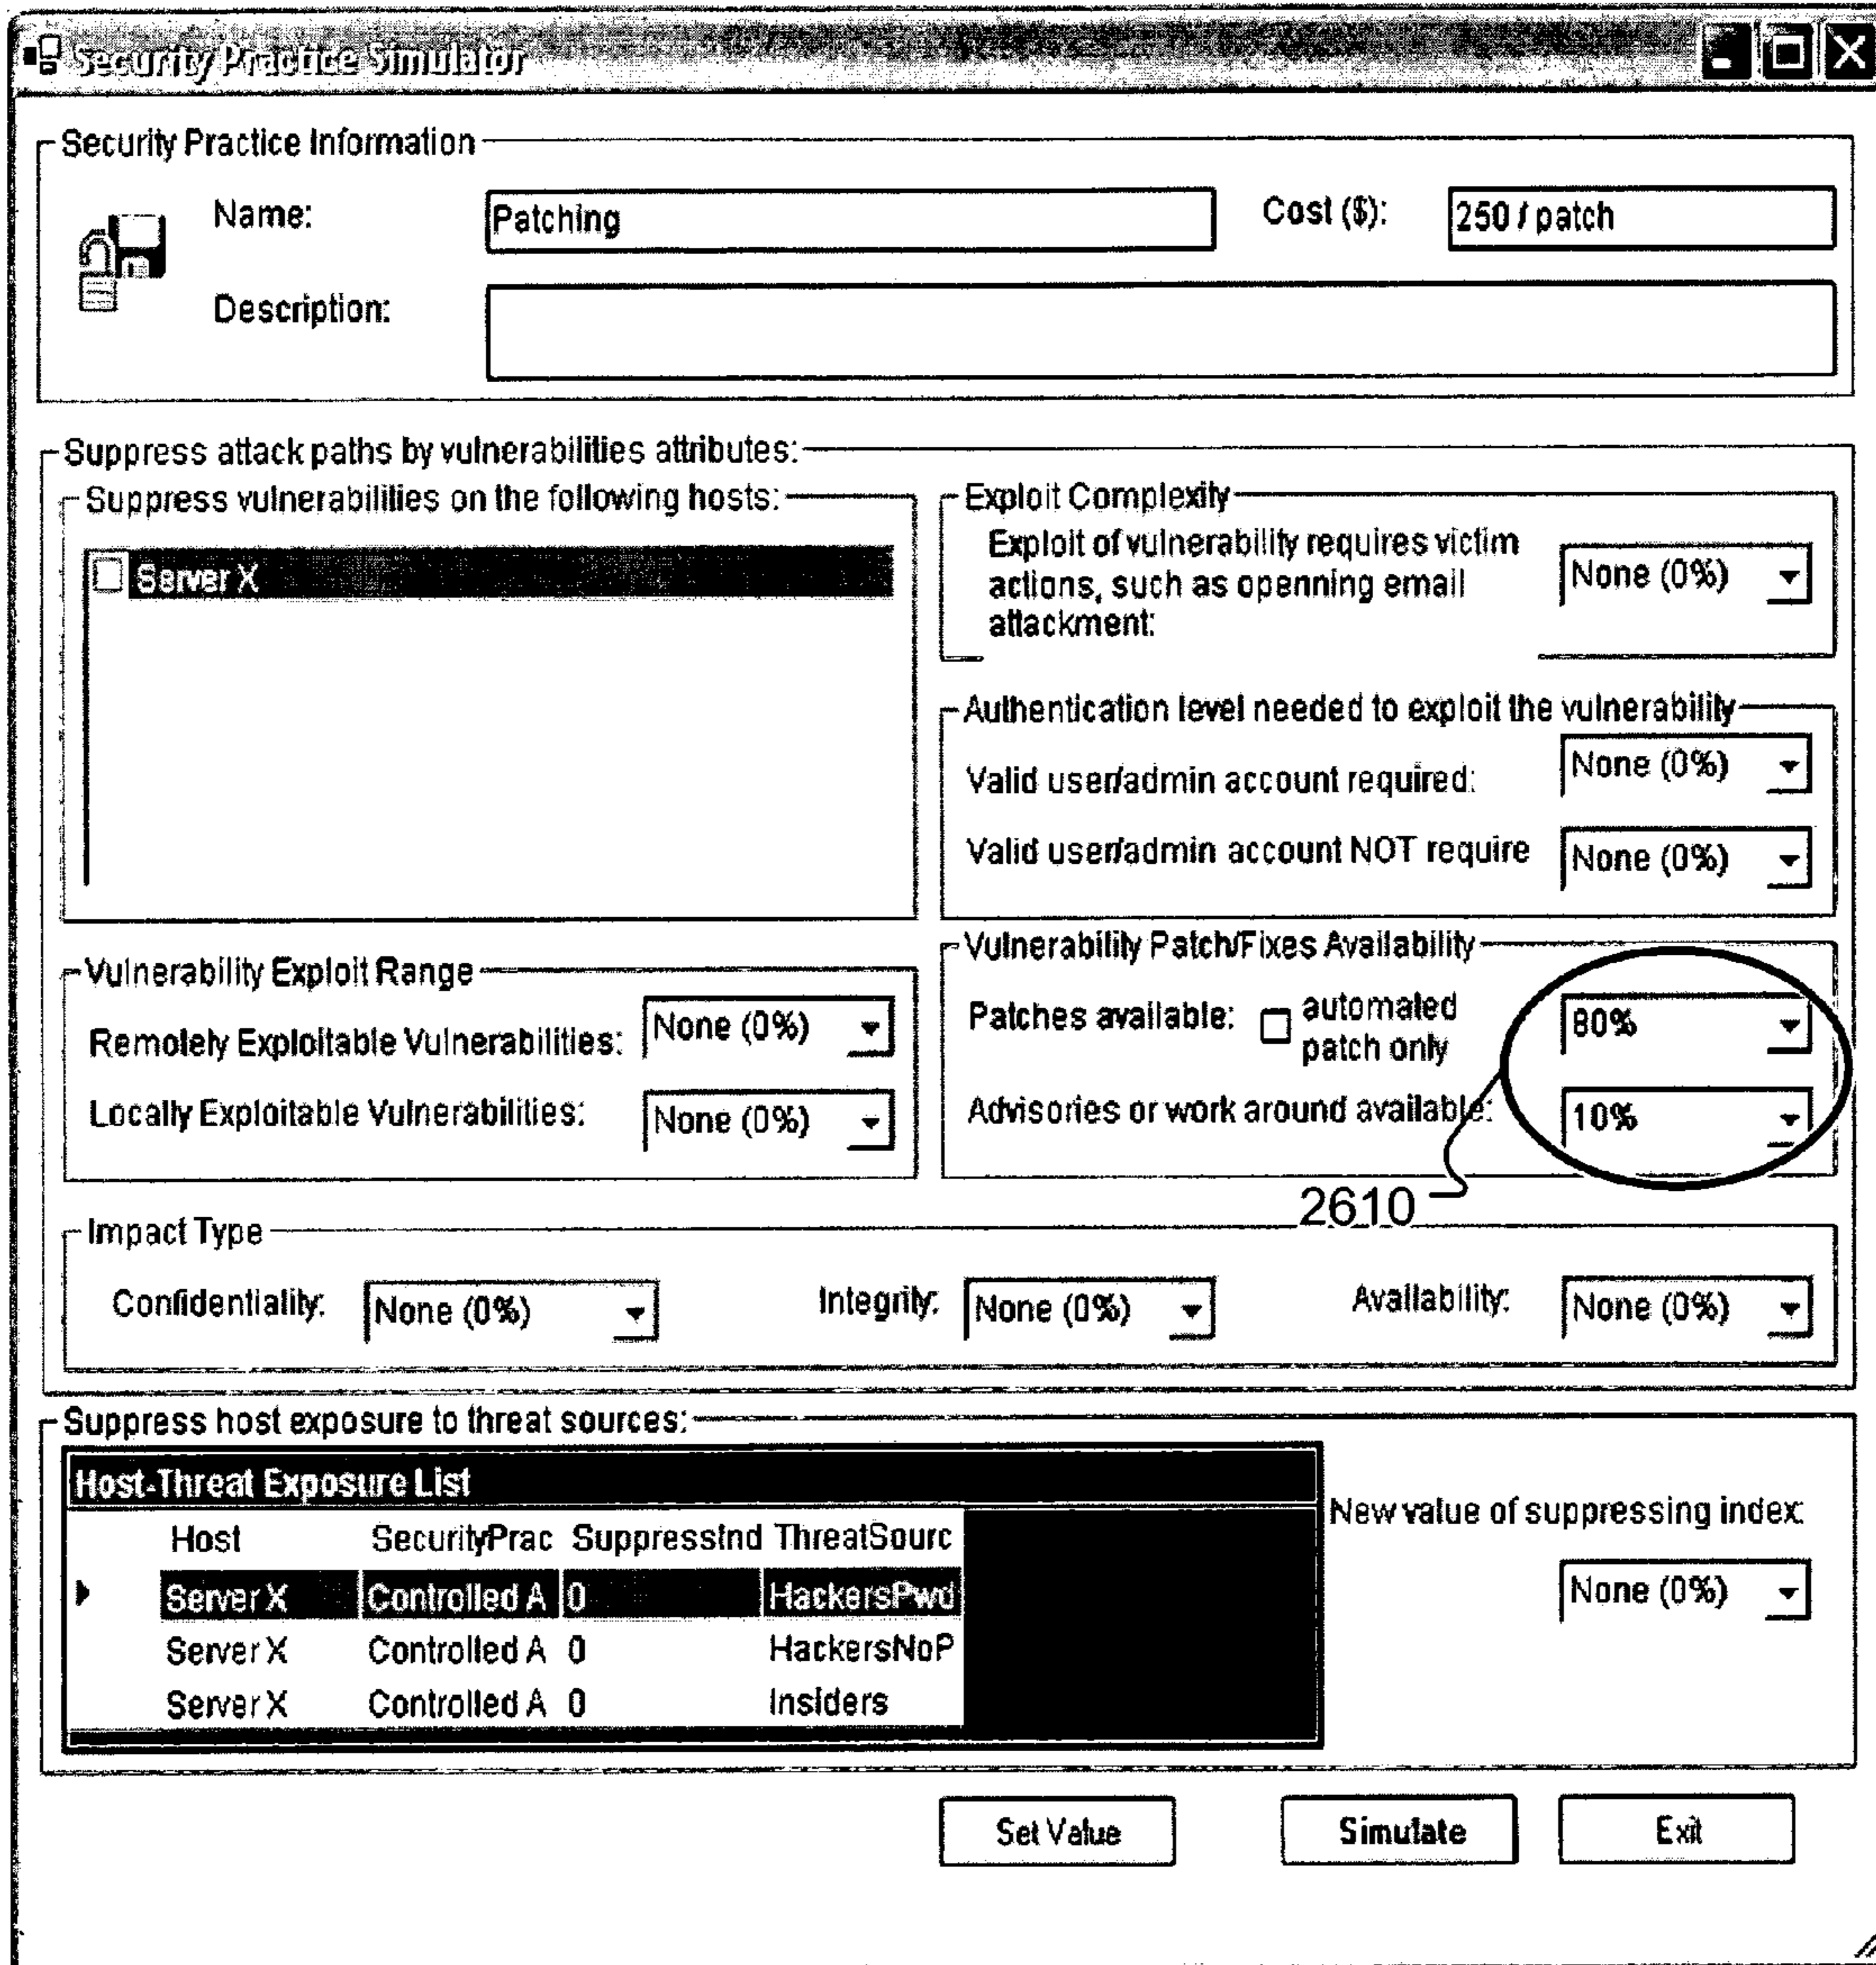 Security Practice Simulator
Security Practice Information
Name:
Patching
Cost ($):
250 / patch
Description:
Suppress attack paths by vulnerabilities attributes:
Suppress vulnerabilities on the following hosts:
Server X
Exploit Complexity
Exploit of vulnerability requires victim
actions, such as openning email
attackment:
None (0%)
Authentication level needed to exploit the vulnerability
Valid user/admin account required:
None (0%)
Valid user/admin account NOT require
None (0%)
Vulnerability Exploit Range
Remotely Exploitable Vulnerabilities:
None (0%)
Locally Exploitable Vulnerabilities:
None (0%)
Vulnerability Patch/Fixes Availability
Patches available:
automated
patch only
80%
Advisories or work around available:
10%
2610
Impact Type
Confidentiality:
None (0%)
Integrity:
None (0%)
Availability:
None (0%)
Suppress host exposure to threat sources:
Host-Threat Exposure List
Host SecurityPrac SuppressInd ThreatSourc
Server X Controlled A 0 HackersPwd
Server X Controlled A 0 HackersNoP
Server X Controlled A 0 Insiders
New value of suppressing index:
None (0%)
Set Value
Simulate
Exit